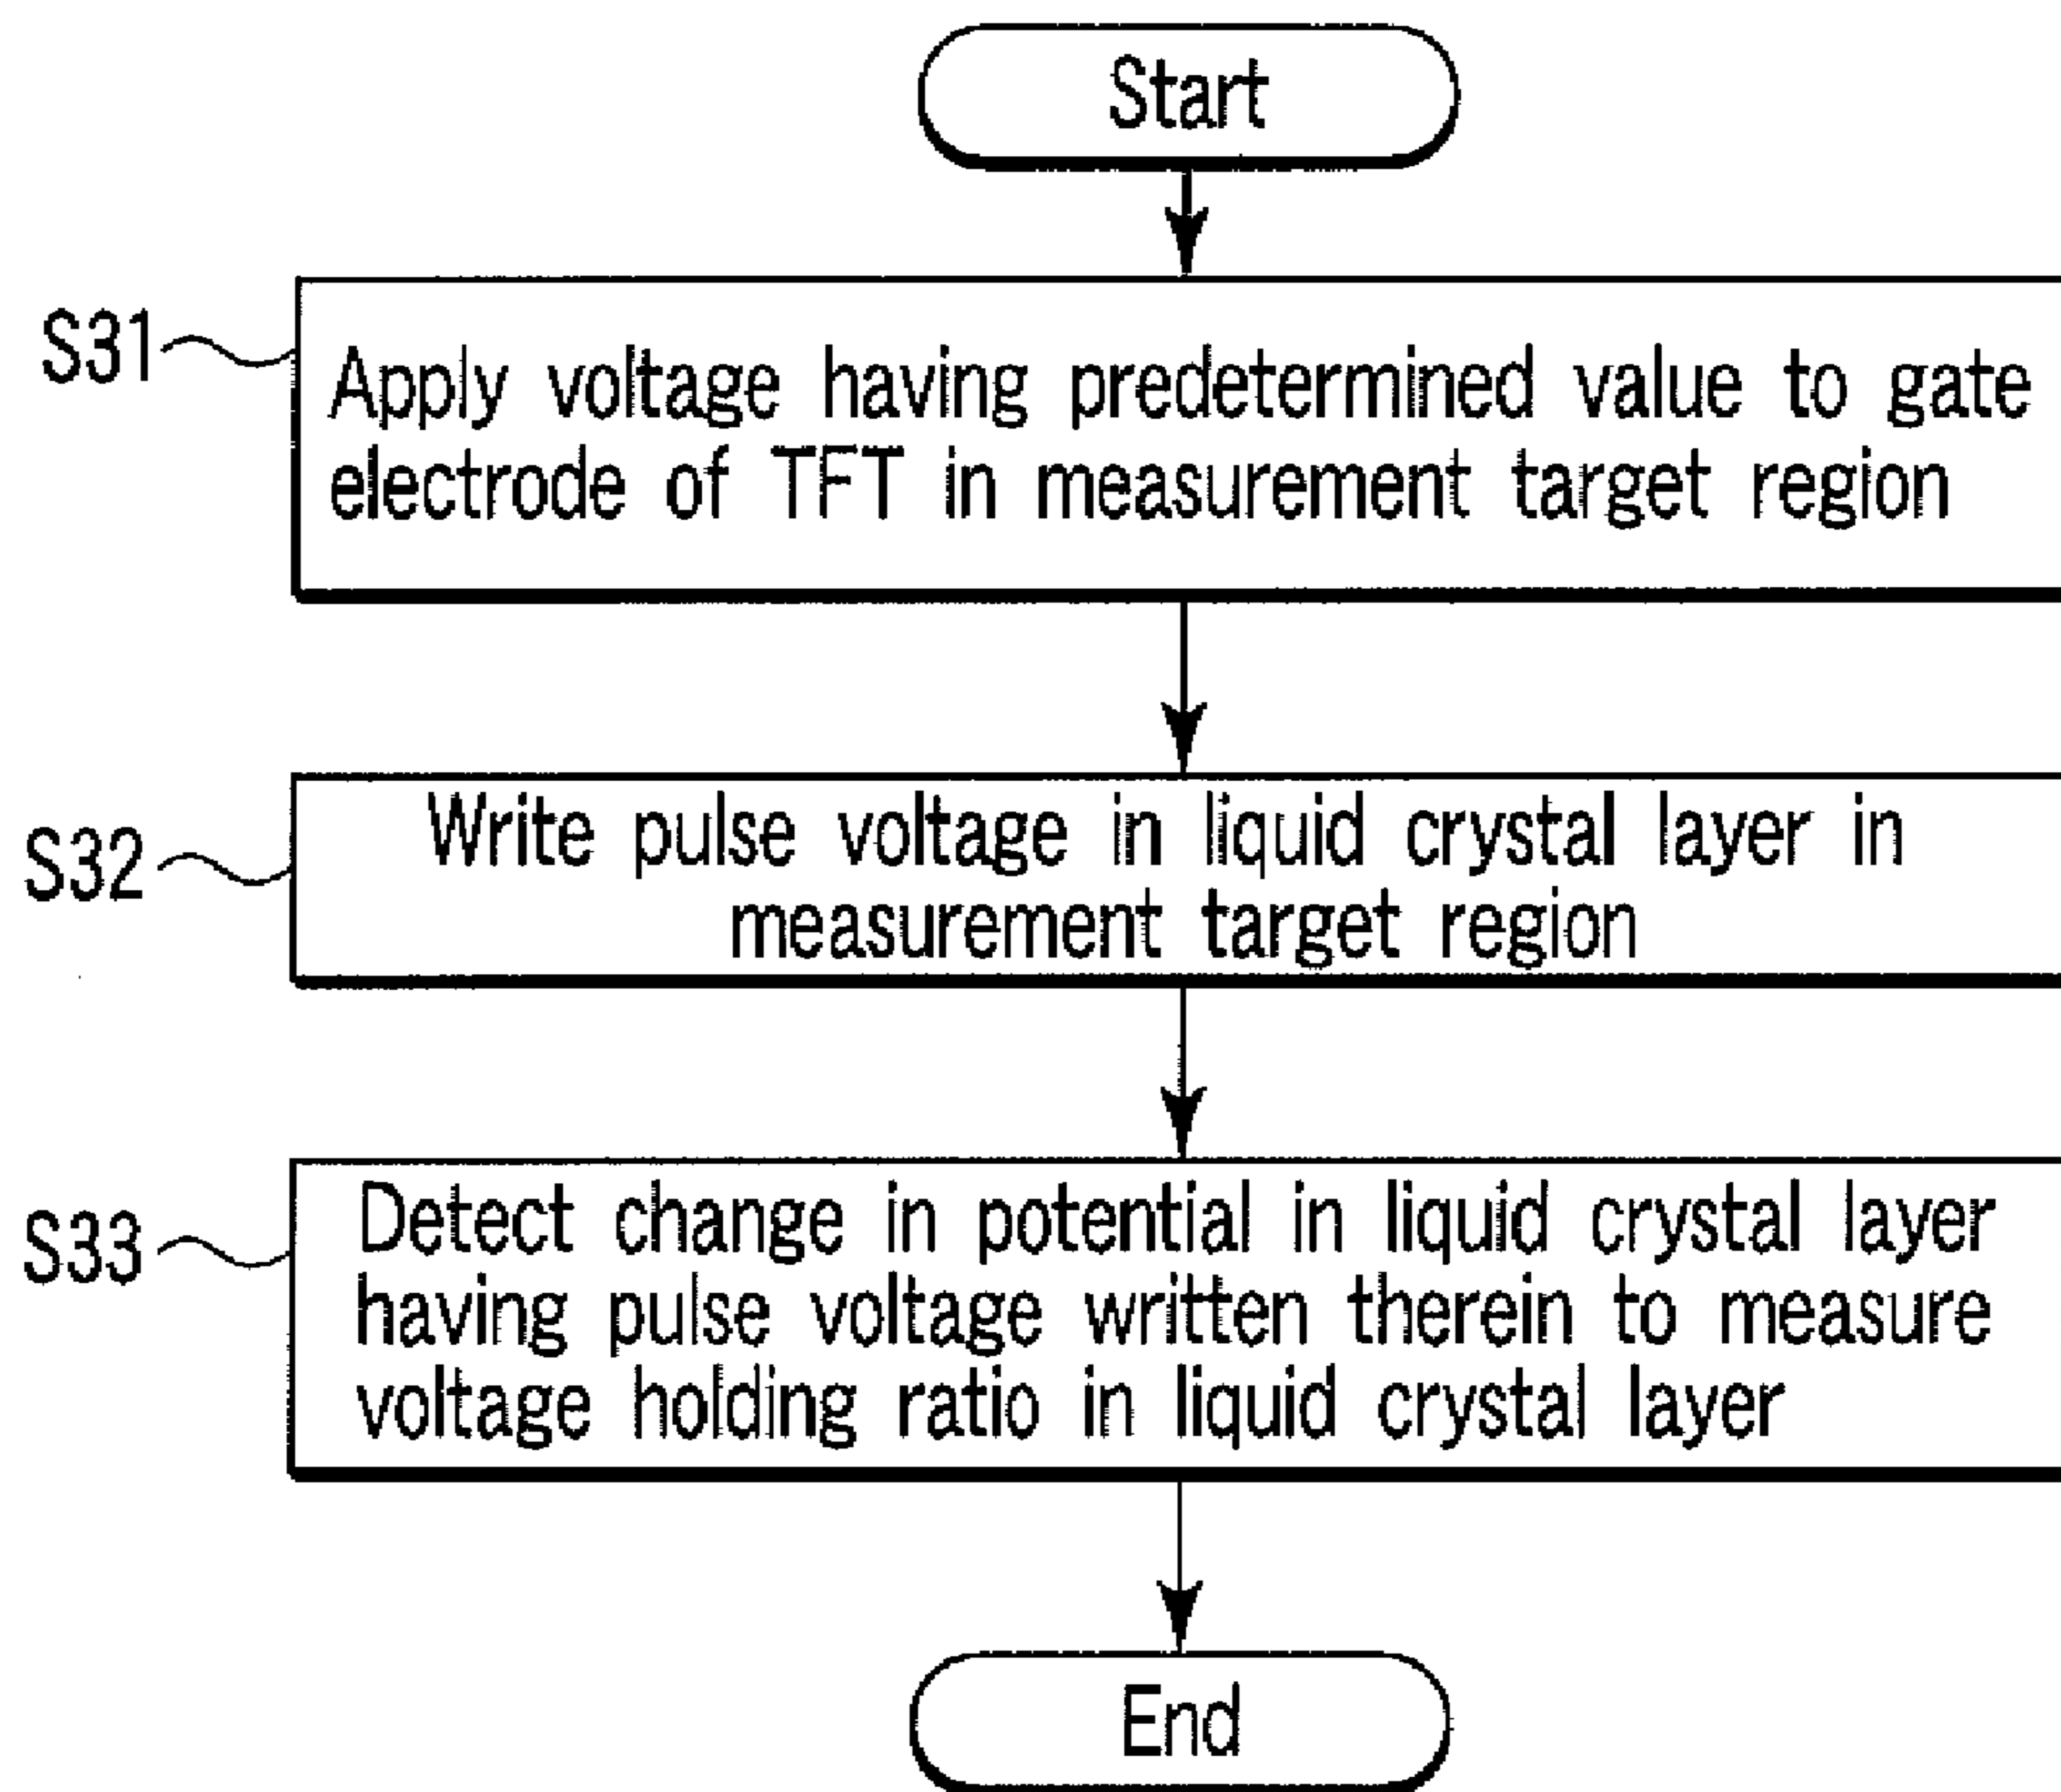 Start
S31
Apply voltage having predetermined value to gate
electrode of TFT in measurement target region
S32
Write pulse voltage in liquid crystal layer in
measurement target region
S33
Detect change in potential in liquid crystal layer
having pulse voltage written therein to measure
voltage holding ratio in liquid crystal layer
End